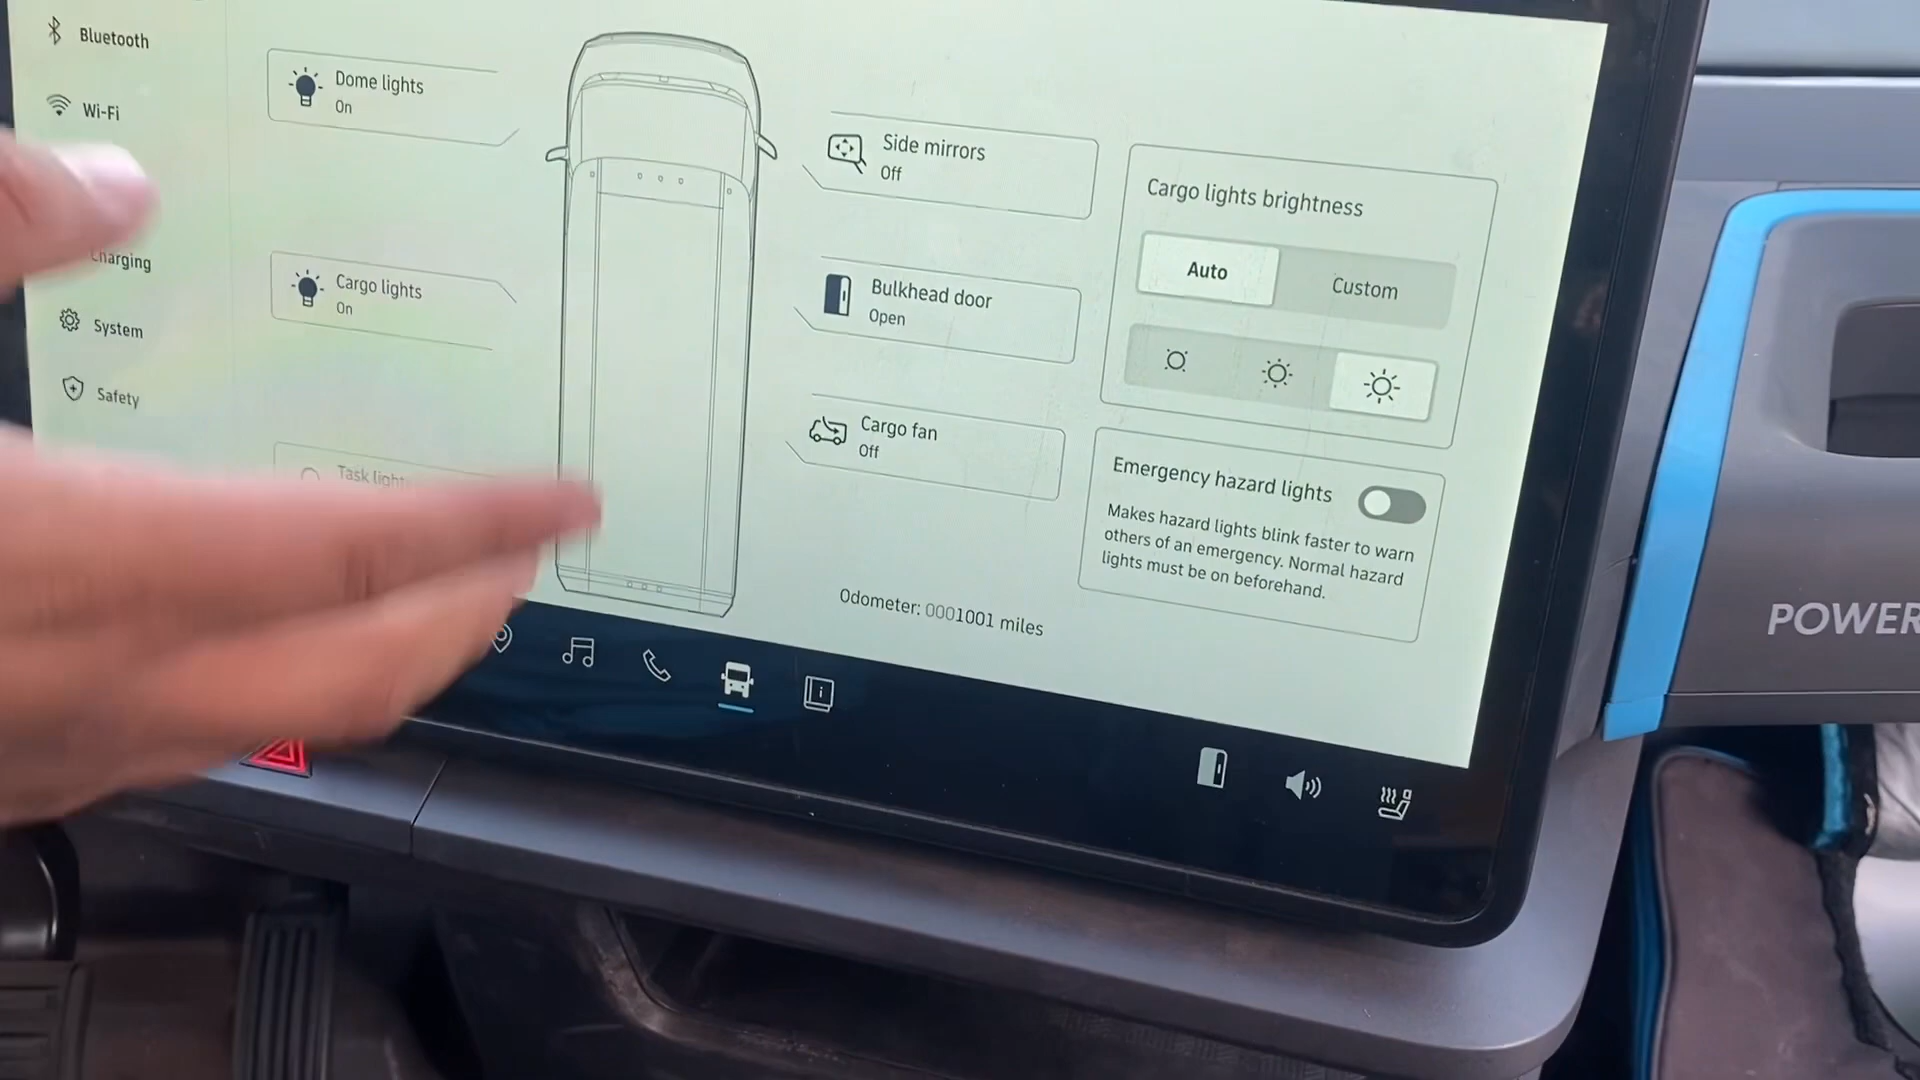 Bluetooth
Wi-Fi
Charging
System
Safety
Dome lights
On
Cargo lights
On
Task light
Side mirrors
Off
Bulkhead door
Open
Cargo fan
Off
Odometer: 0001001 miles
Cargo lights brightness
Auto
Custom
Emergency hazard lights
Makes hazard lights blink faster to warn
others of an emergency. Normal hazard
lights must be on beforehand.
POWER